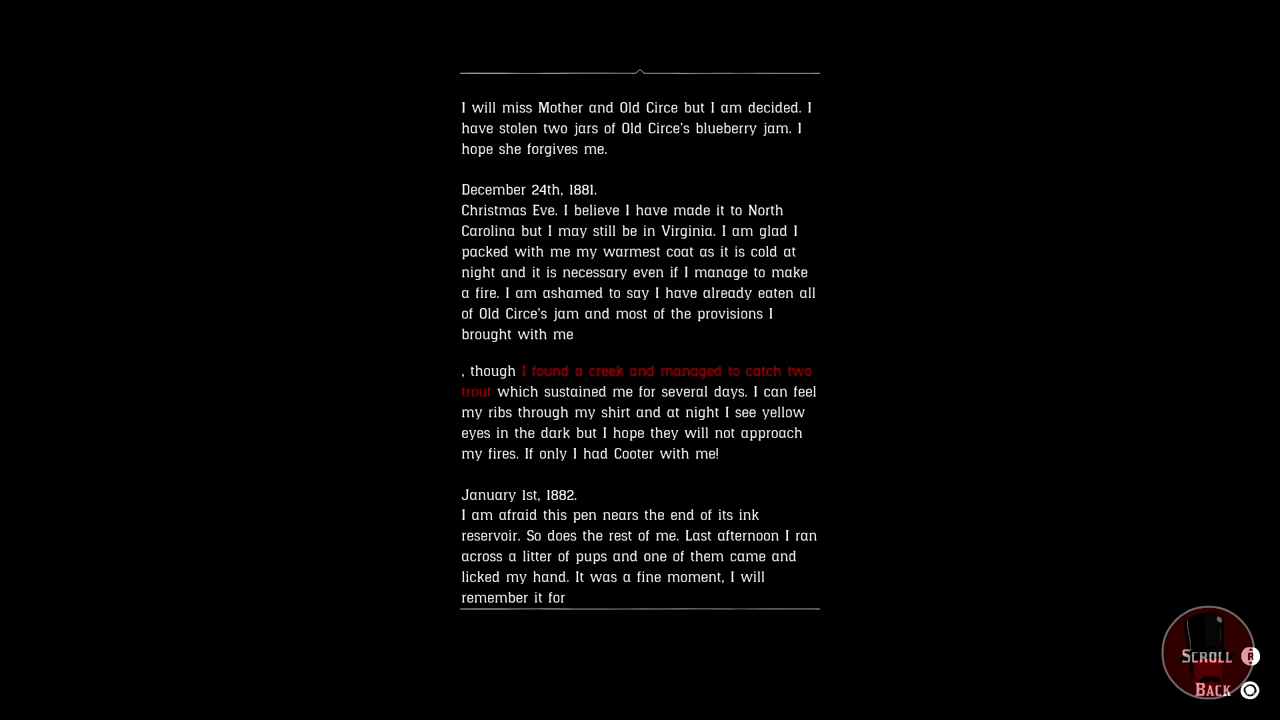 I will miss Mother and Old Circe but I am decided. I
have stolen two jars of Old Circe's blueberry jam. I
hope she forgives me.
December 24th, 1881.
Christmas Eve. I believe I have made it to North
Carolina but I may still be in Virginia. I am glad I
packed with me my warmest coat as it is cold at
night and it is necessary even if I manage to make
a fire. I am ashamed to say I have already eaten all
of Old Circe's jam and most of the provisions I
brought with me
, though I found a creek and managed to catch two
trout which sustained me for several days. I can feel
my ribs through my shirt and at night I see yellow
eyes in the dark but I hope they will not approach
my fires. If only I had Cooter with me!
January 1st, 1882.
I am afraid this pen nears the end of its ink
reservoir. So does the rest of me. Last afternoon I ran
across a litter of pups and one of them came and
licked my hand. It was a fine moment, I will
remember it for
Scroll R
Back